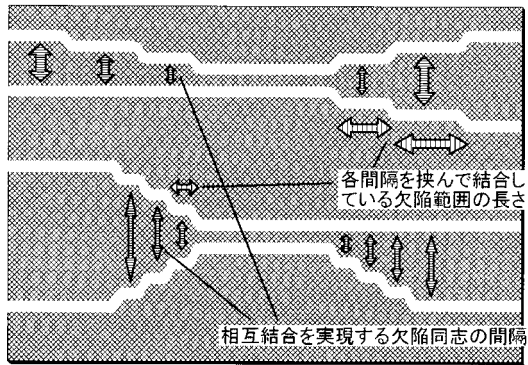 各間隔を挟んで結合し
ている欠陥範囲の長さ
相互結合を実現する欠陥同志の間隔